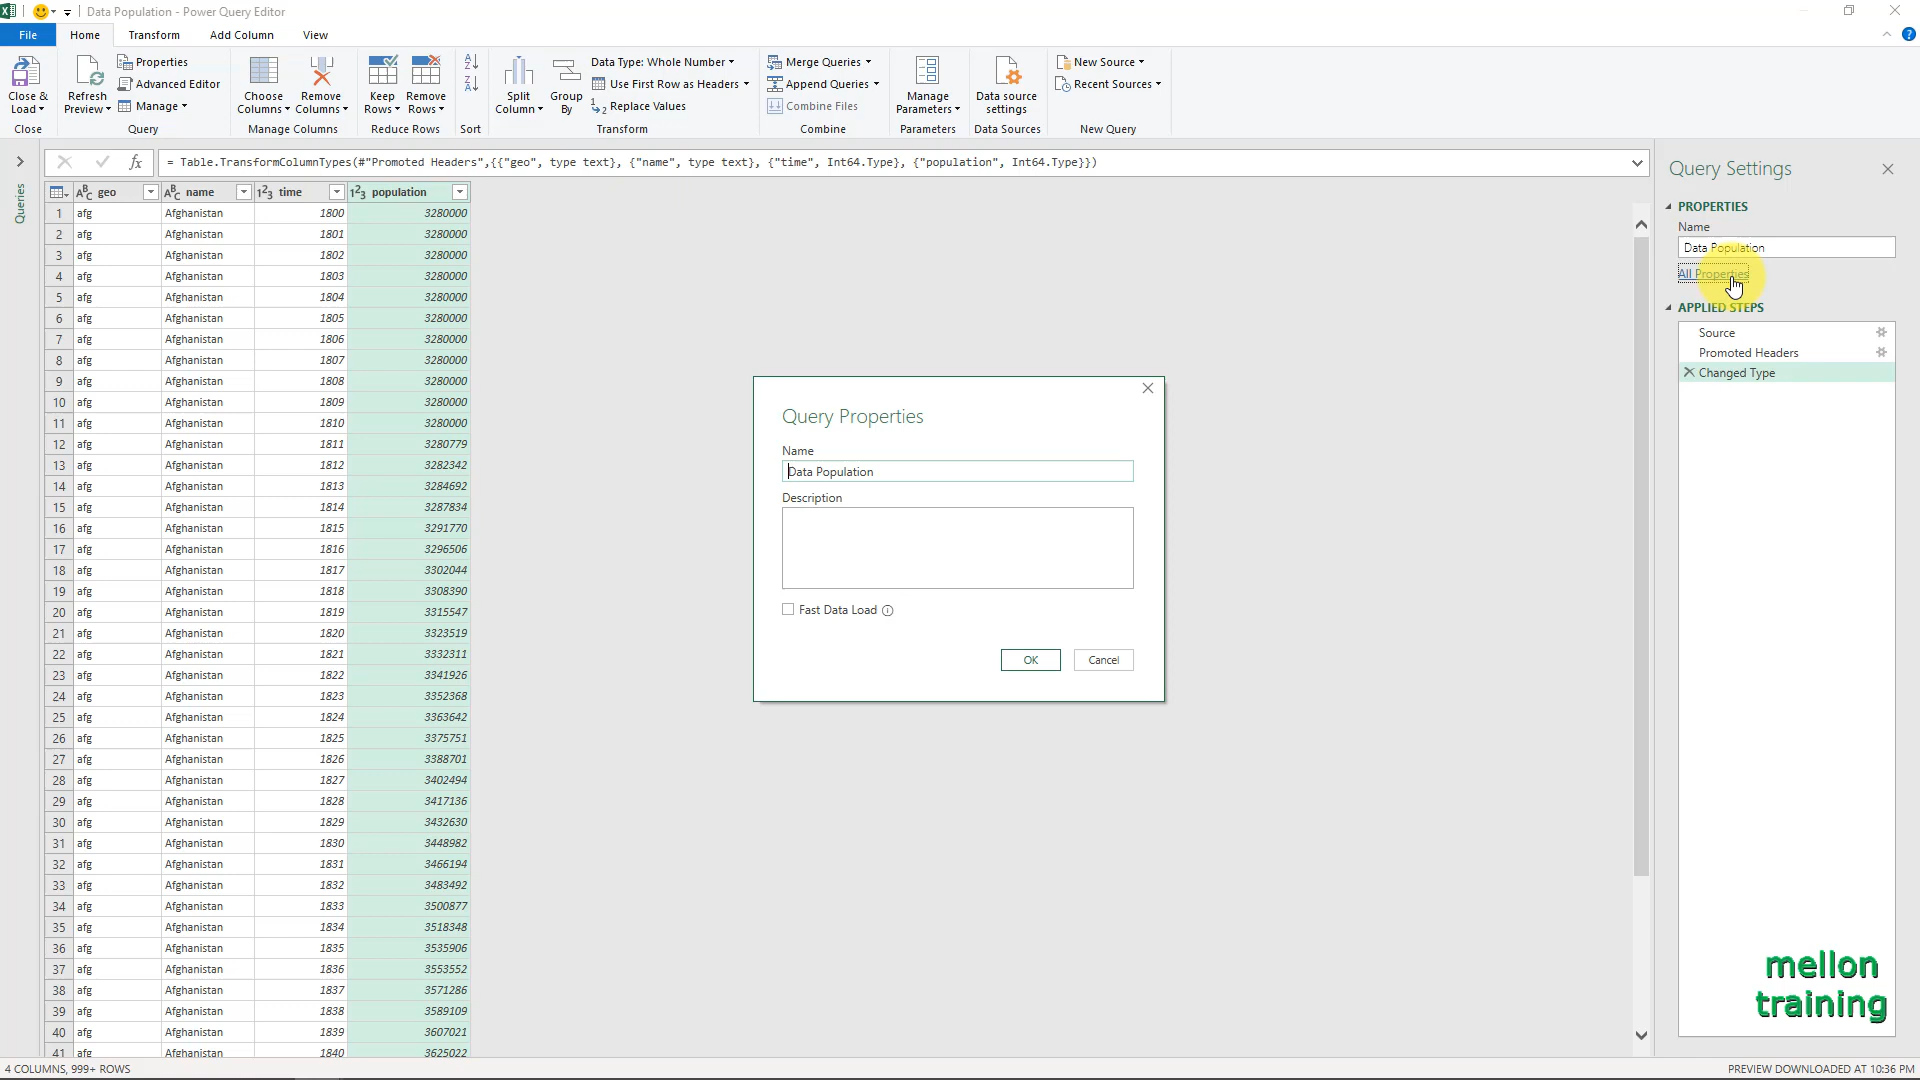 Data Population - Power Query Editor
File Home Transform Add Column View
Close & Load Refresh Preview Properties Advanced Editor Manage Choose Columns Remove Columns Keep Rows Remove Rows Split Column Group By Data Type: Whole Number Use First Row as Headers Replace Values Merge Queries Append Queries Combine Files Manage Parameters Data source settings New Source Recent Sources
Close Query Manage Columns Reduce Rows Sort Transform Combine Parameters Data Sources New Query
Queries
fx = Table.TransformColumnTypes(#"Promoted Headers",{{"geo", type text}, {"name", type text}, {"time", Int64.Type}, {"population", Int64.Type}})
geo name time population
1 afg Afghanistan 1800 3280000
2 afg Afghanistan 1801 3280000
3 afg Afghanistan 1802 3280000
4 afg Afghanistan 1803 3280000
5 afg Afghanistan 1804 3280000
6 afg Afghanistan 1805 3280000
7 afg Afghanistan 1806 3280000
8 afg Afghanistan 1807 3280000
9 afg Afghanistan 1808 3280000
10 afg Afghanistan 1809 3280000
11 afg Afghanistan 1810 3280000
12 afg Afghanistan 1811 3280779
13 afg Afghanistan 1812 3282342
14 afg Afghanistan 1813 3284692
15 afg Afghanistan 1814 3287834
16 afg Afghanistan 1815 3291770
17 afg Afghanistan 1816 3296506
18 afg Afghanistan 1817 3302044
19 afg Afghanistan 1818 3308390
20 afg Afghanistan 1819 3315547
21 afg Afghanistan 1820 3323519
22 afg Afghanistan 1821 3332311
23 afg Afghanistan 1822 3341926
24 afg Afghanistan 1823 3352368
25 afg Afghanistan 1824 3363642
26 afg Afghanistan 1825 3375751
27 afg Afghanistan 1826 3388701
28 afg Afghanistan 1827 3402494
29 afg Afghanistan 1828 3417136
30 afg Afghanistan 1829 3432630
31 afg Afghanistan 1830 3448982
32 afg Afghanistan 1831 3466194
33 afg Afghanistan 1832 3483492
34 afg Afghanistan 1833 3500877
35 afg Afghanistan 1834 3518348
36 afg Afghanistan 1835 3535906
37 afg Afghanistan 1836 3553552
38 afg Afghanistan 1837 3571286
39 afg Afghanistan 1838 3589109
40 afg Afghanistan 1839 3607021
41 afg Afghanistan 1840 3625022
Query Properties
Name
Data Population
Description
Fast Data Load
OK Cancel
Query Settings
PROPERTIES
Name
Data Population
All Properties
APPLIED STEPS
Source
Promoted Headers
Changed Type
mellon
training
4 COLUMNS, 999+ ROWS
PREVIEW DOWNLOADED AT 10:36 PM